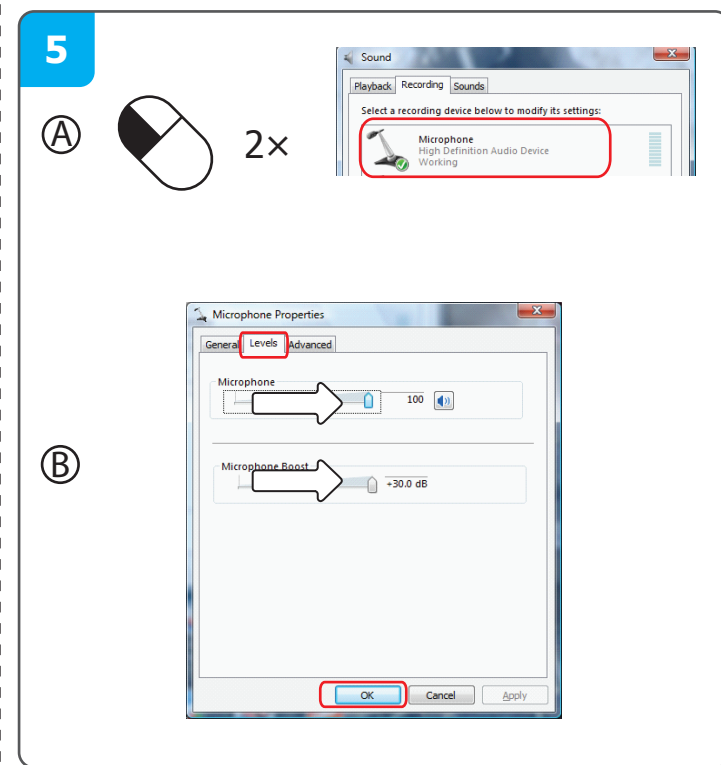 5
Sound
Playback Recording Sounds
Select a recording device below to modify its settings:
A
2×
Microphone
High Definition Audio Device
Working
Microphone Properties
General Levels Advanced
Microphone
100
B
Microphone Boost
+30.0 dB
OK Cancel Apply